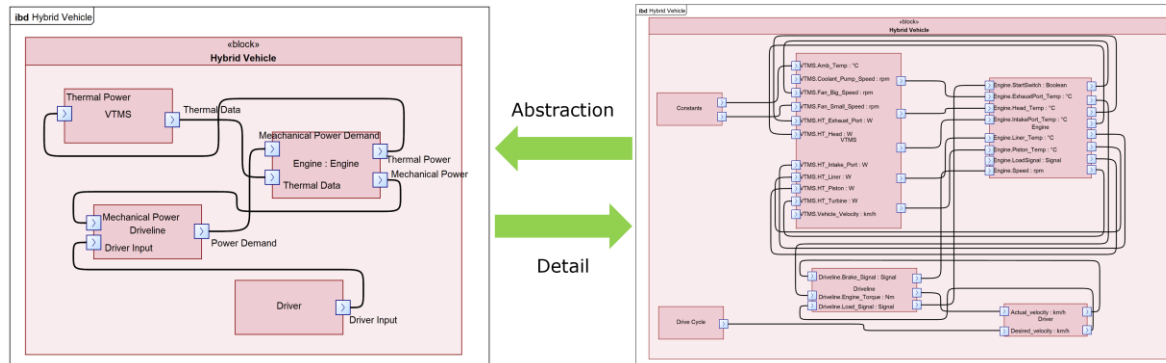 ibd Hybrid Vehicle
«block»
Hybrid Vehicle
Thermal Power
VTMS
Thermal Data
Meachanical Power Demand
Engine : Engine
Thermal Power
Mechanical Power
Thermal Data
Mechanical Power
Driveline
Driver Input
Power Demand
Driver
Driver Input
Abstraction
Detail
ibd Hybrid Vehicle
«block»
Hybrid Vehicle
Constants
VTMS.Amb_Temp : °C
VTMS.Coolant_Pump_Speed : rpm
VTMS.Fan_Big_Speed : rpm
VTMS.Fan_Small_Speed : rpm
VTMS.HT_Exhaust_Port : W
VTMS.HT_Head : W
VTMS
VTMS.HT_Intake_Port : W
VTMS.HT_Liner : W
VTMS.HT_Piston : W
VTMS.HT_Turbine : W
VTMS.Vehicle_Velocity : km/h
Engine.StartSwitch : Boolean
Engine.ExhaustPort_Temp : °C
Engine.Head_Temp : °C
Engine.IntakePort_Temp : °C
Engine
Engine.Liner_Temp : °C
Engine.Piston_Temp : °C
Engine.LoadSignal : Signal
Engine.Speed : rpm
Driveline.Brake_Signal : Signal
Driveline
Driveline.Engine_Torque : Nm
Driveline.Load_Signal : Signal
Drive Cycle
Actual_velocity : km/h
Driver
Desired_velocity : km/h